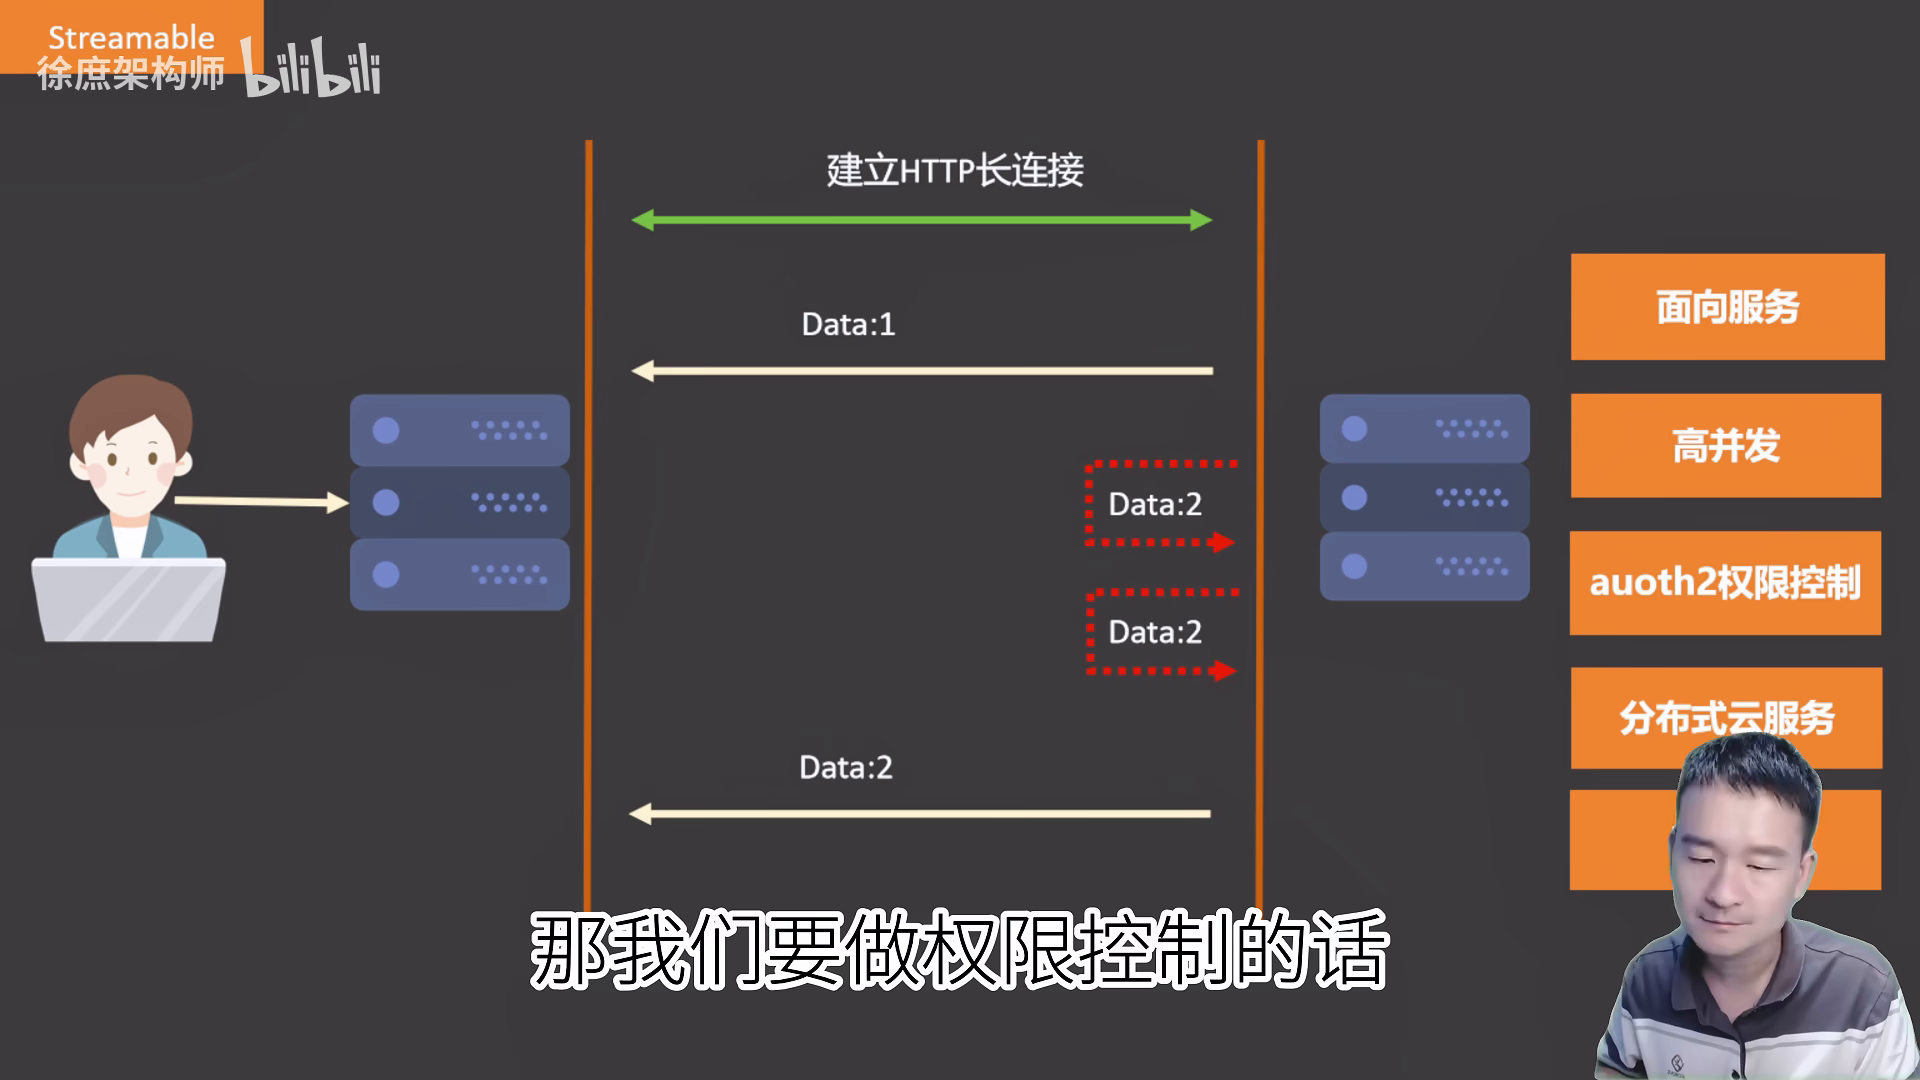 Streamable
徐庶架构师 bilibili
建立HTTP长连接
Data:1
Data:2
Data:2
Data:2
面向服务
高并发
auoth2权限控制
分布式云服务
那我们要做权限控制的话